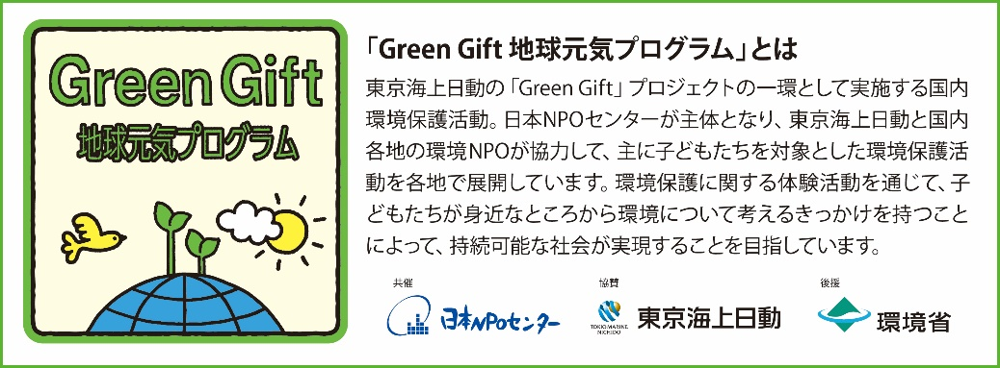 Green Gift
地球元気プログラム
「Green Gift 地球元気プログラム」とは
東京海上日動の「Green Gift」プロジェクトの一環として実施する国内
環境保護活動。日本NPOセンターが主体となり、東京海上日動と国内
各地の環境NPOが協力して、主に子どもたちを対象とした環境保護活
動を各地で展開しています。環境保護に関する体験活動を通じて、子
どもたちが身近なところから環境について考えるきっかけを持つこと
によって、持続可能な社会が実現することを目指しています。
共催
日本NPOセンター
協賛
TOKIO MARINE
NICHIDO
東京海上日動
後援
環境省